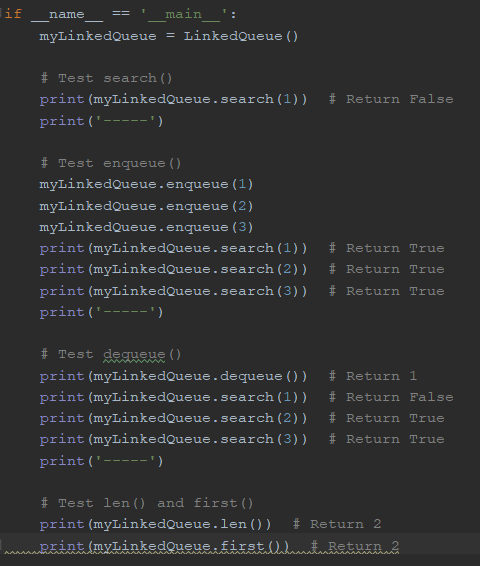 if __name__ == '__main__':
    myLinkedQueue = LinkedQueue()

    # Test search()
    print(myLinkedQueue.search(1))  # Return False
    print('-----')

    # Test enqueue()
    myLinkedQueue.enqueue(1)
    myLinkedQueue.enqueue(2)
    myLinkedQueue.enqueue(3)
    print(myLinkedQueue.search(1))  # Return True
    print(myLinkedQueue.search(2))  # Return True
    print(myLinkedQueue.search(3))  # Return True
    print('-----')

    # Test dequeue()
    print(myLinkedQueue.dequeue())  # Return 1
    print(myLinkedQueue.search(1))  # Return False
    print(myLinkedQueue.search(2))  # Return True
    print(myLinkedQueue.search(3))  # Return True
    print('-----')

    # Test len() and first()
    print(myLinkedQueue.len())  # Return 2
    print(myLinkedQueue.first())  # Return 2